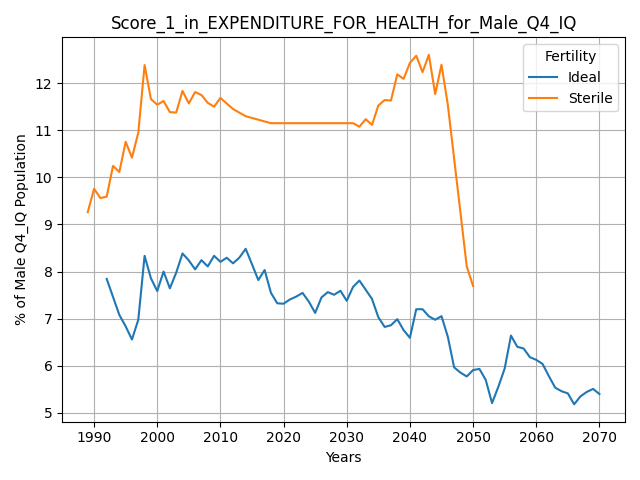 Score_1_in_EXPENDITURE_FOR_HEALTH_for_Male_Q4_IQ
Fertility
Ideal
Sterile
% of Male Q4_IQ Population
12
11
10
9
8
7
6
5
1990 2000 2010 2020 2030 2040 2050 2060 2070
Years